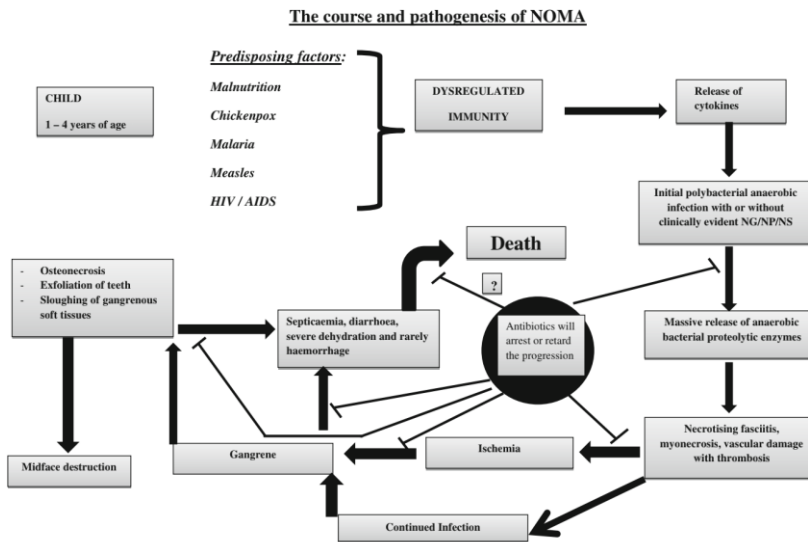 The course and pathogenesis of NOMA
Predisposing factors:
Malnutrition
Chickenpox
Malaria
Measles
HIV / AIDS
CHILD
1 – 4 years of age
DYSREGULATED
IMMUNITY
Release of
cytokines
Initial polybacterial anaerobic
infection with or without
clinically evident NG/NP/NS
Death
?
- Osteonecrosis
- Exfoliation of teeth
- Sloughing of gangrenous
soft tissues
Septicaemia, diarrhoea,
severe dehydration and rarely
haemorrhage
Antibiotics will
arrest or retard
the progression
Massive release of anaerobic
bacterial proteolytic enzymes
Necrotising fasciitis,
myonecrosis, vascular damage
with thrombosis
Ischemia
Gangrene
Midface destruction
Continued Infection